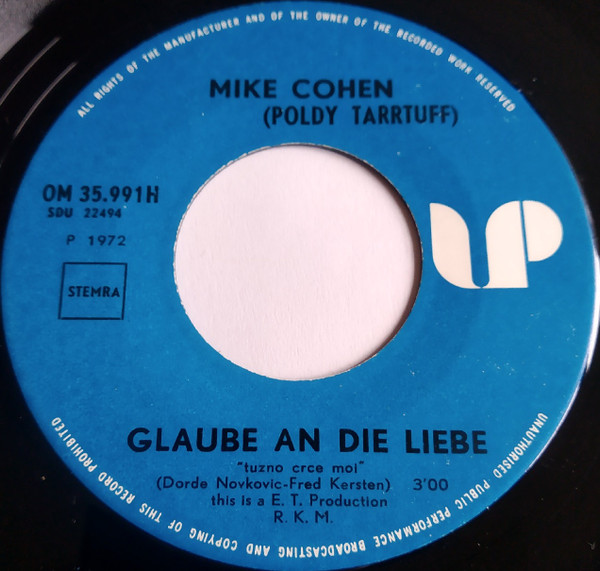 ALL RIGHTS OF THE MANUFACTURER AND OF THE OWNER OF THE RECORDED WORK RESERVED
MIKE COHEN
(POLDY TARRTUFF)
OM 35.991H
SDU 22494
P 1972
STEMRA
UP
GLAUBE AN DIE LIEBE
"tuzno crce moi"
(Dorde Novkovic-Fred Kersten) 3'00
this is a E. T. Production
R. K. M.
UNAUTHORISED PUBLIC PERFORMANCE BROADCASTING AND COPYING OF THIS RECORD PROHIBITED